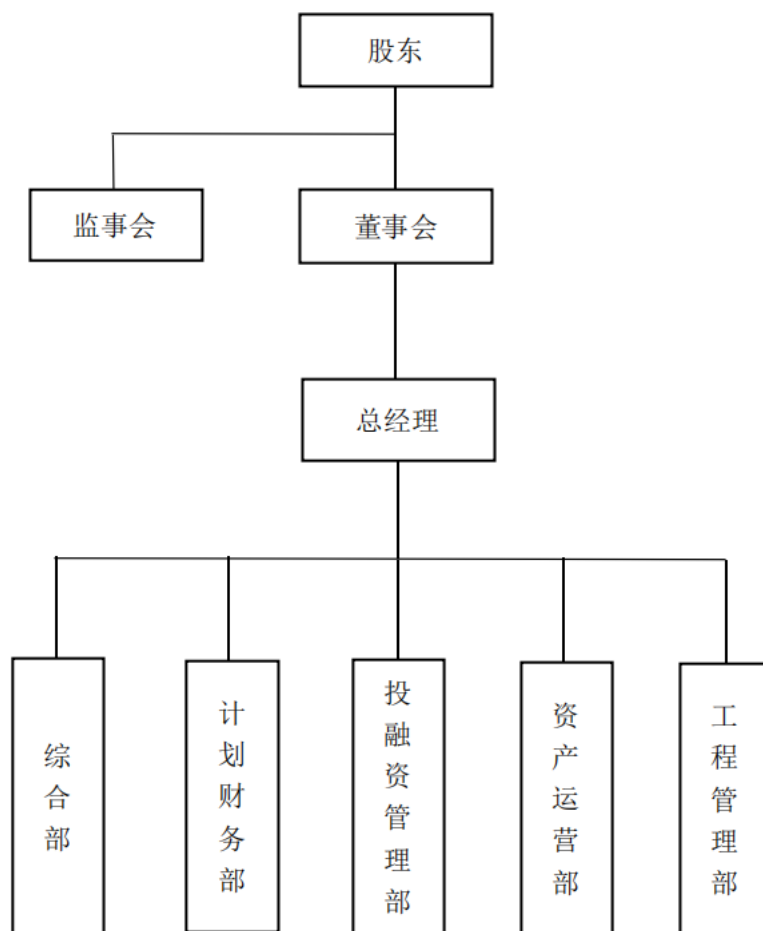 股东
监事会
董事会
总经理
综合部
计划财务部
投融资管理部
资产运营部
工程管理部